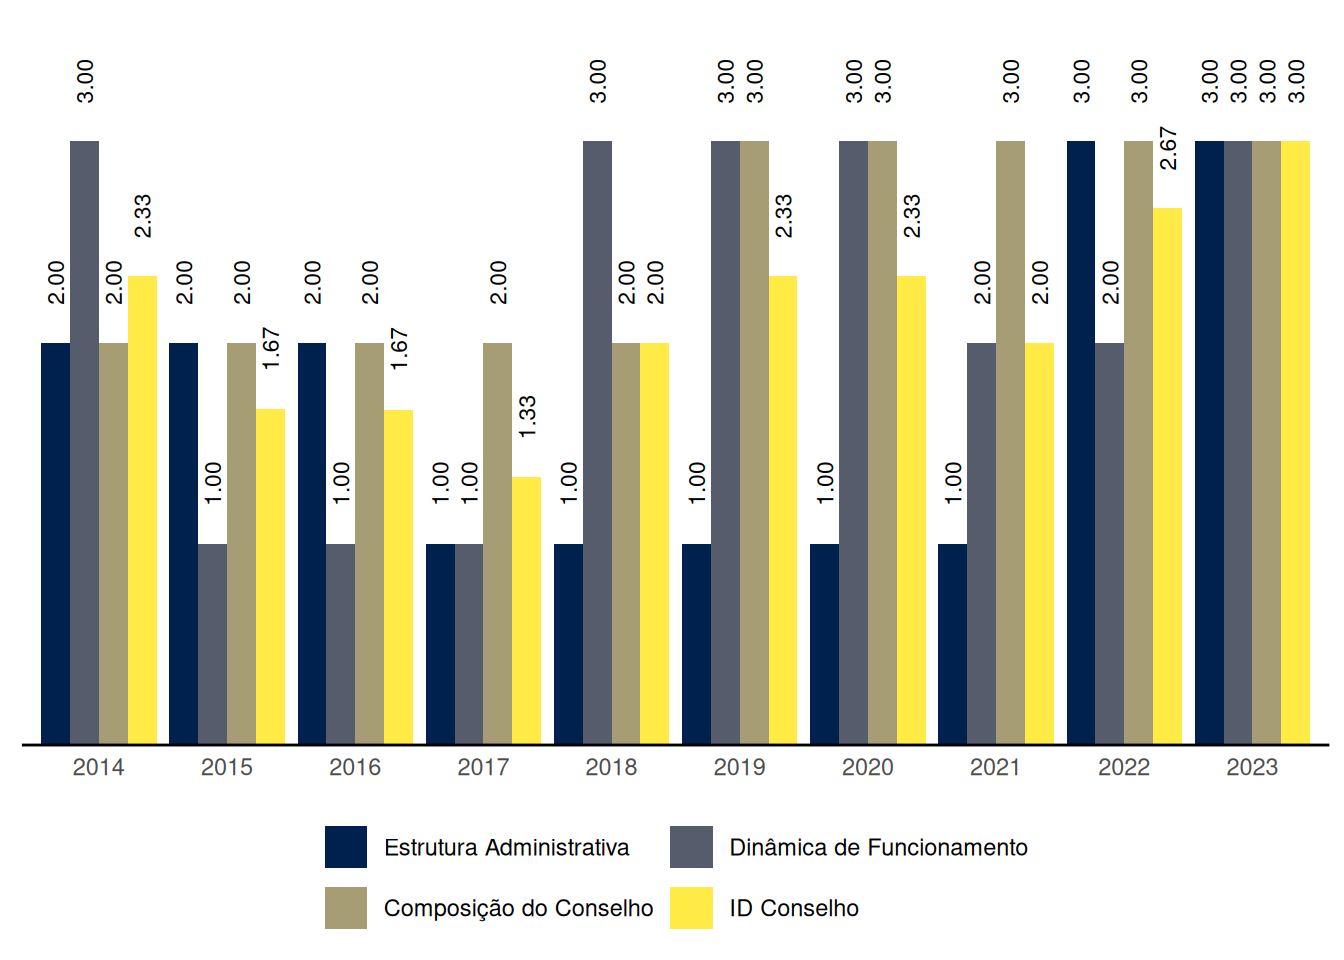 3.00 3.00 3.00 3.00 3.00 3.00 3.00 3.00 3.00 3.00 3.00 3.00 3.00
2.67
2.33 2.33 2.33
2.00 2.00 2.00 2.00 2.00 2.00 2.00 2.00 2.00 2.00 2.00 2.00
1.67 1.67
1.33
1.00 1.00 1.00 1.00 1.00 1.00 1.00 1.00
2014 2015 2016 2017 2018 2019 2020 2021 2022 2023
Estrutura Administrativa Dinâmica de Funcionamento
Composição do Conselho ID Conselho